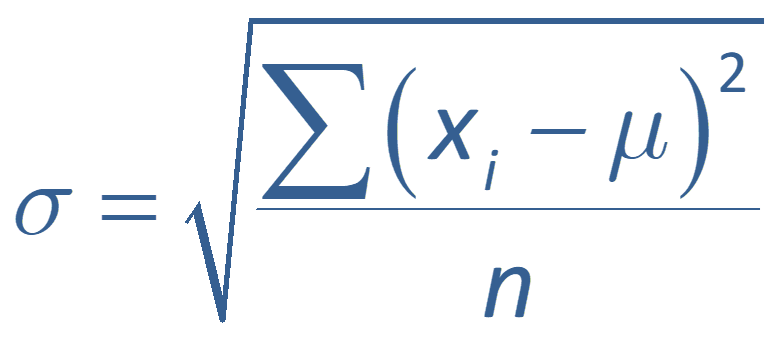 σ = √(∑(xᵢ − μ)² / n)